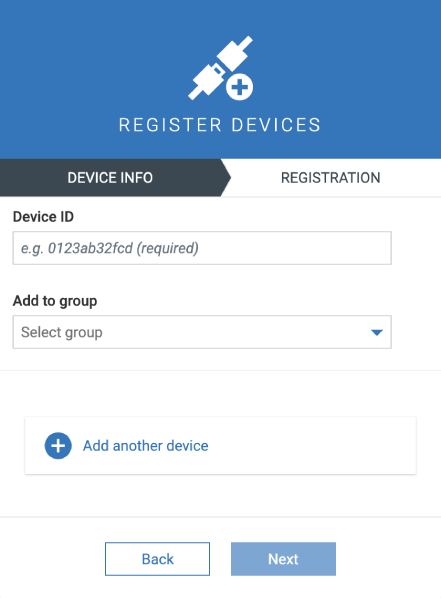 REGISTER DEVICES
DEVICE INFO
REGISTRATION
Device ID
e.g. 0123ab32fcd (required)
Add to group
Select group
Add another device
Back
Next